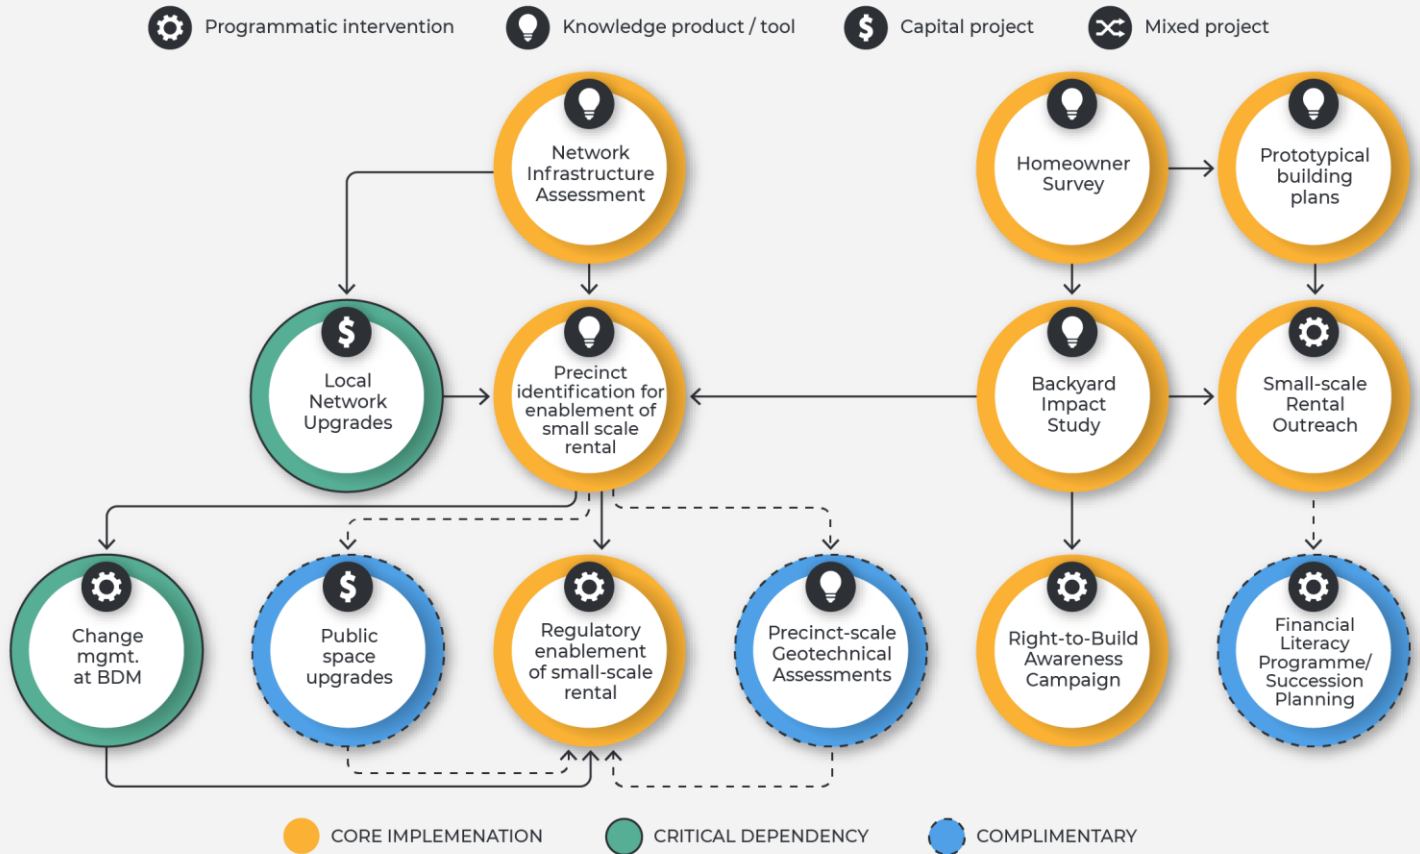 Programmatic intervention
Knowledge product / tool
Capital project
Mixed project
Network
Infrastructure
Assessment
Homeowner
Survey
Prototypical
building
plans
$
Local
Network
Upgrades
Precinct
identification for
enablement of
small scale
rental
Backyard
Impact
Study
Small-scale
Rental
Outreach
Change
mgmt.
at BDM
$
Public
space
upgrades
Regulatory
enablement
of small-scale
rental
Precinct-scale
Geotechnical
Assessments
Right-to-Build
Awareness
Campaign
Financial
Literacy
Programme/
Succession
Planning
CORE IMPLEMENATION
CRITICAL DEPENDENCY
COMPLIMENTARY